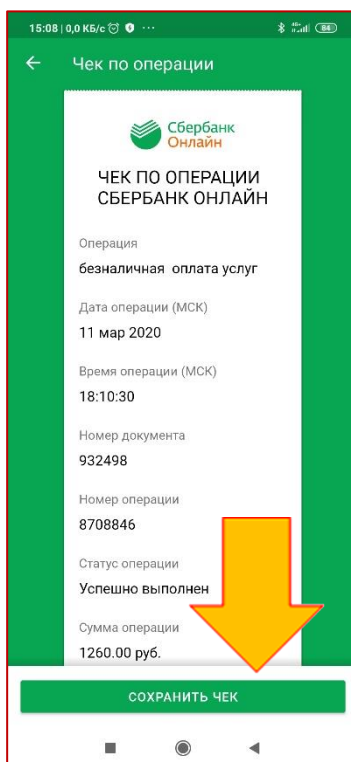 15:08 | 0,0 КБ/с ...
84
Чек по операции
Сбербанк
Онлайн
ЧЕК ПО ОПЕРАЦИИ
СБЕРБАНК ОНЛАЙН
Операция
безналичная оплата услуг
Дата операции (МСК)
11 мар 2020
Время операции (МСК)
18:10:30
Номер документа
932498
Номер операции
8708846
Статус операции
Успешно выполнен
Сумма операции
1260.00 руб.
СОХРАНИТЬ ЧЕК